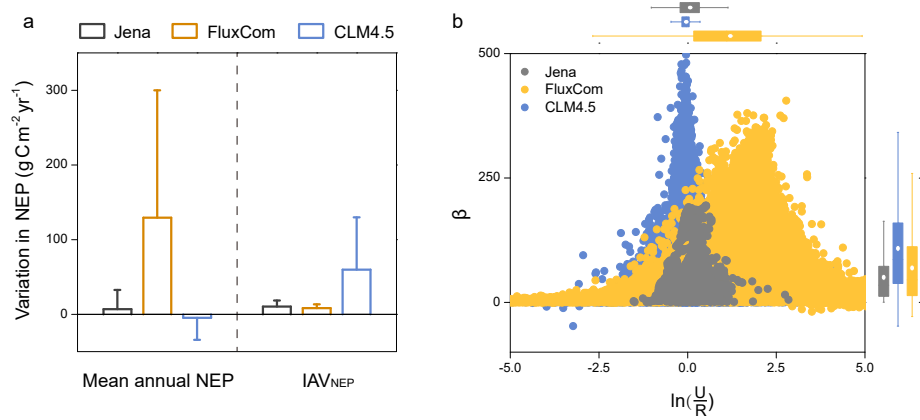 a
Jena FluxCom CLM4.5
Variation in NEP (g C m⁻² yr⁻¹)
300
200
100
0
Mean annual NEP IAVNEP
b
500
250
0
β
Jena
FluxCom
CLM4.5
-5.0 -2.5 0.0 2.5 5.0
ln(U/R)